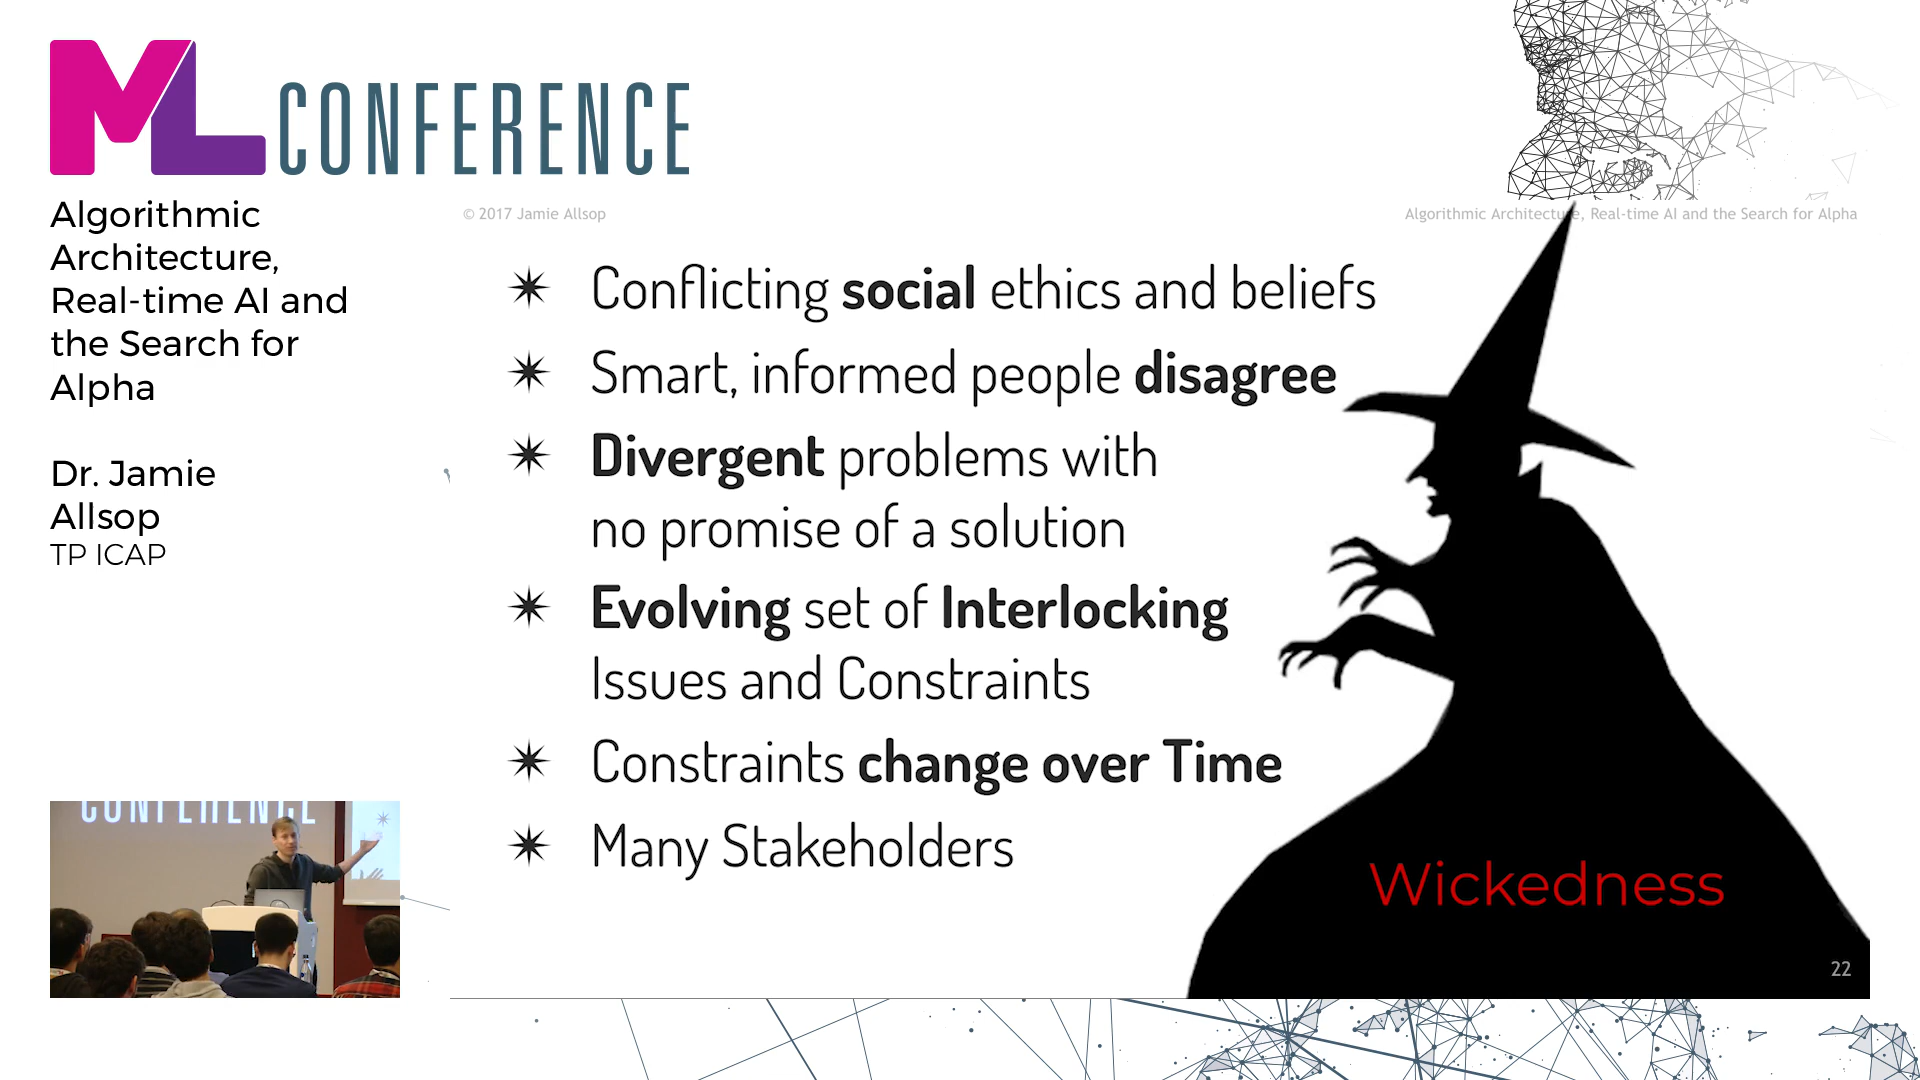 ML CONFERENCE
Algorithmic
Architecture,
Real-time AI and
the Search for
Alpha
Dr. Jamie
Allsop
TP ICAP
© 2017 Jamie Allsop
Algorithmic Architecture, Real-time AI and the Search for Alpha
Conflicting social ethics and beliefs
Smart, informed people disagree
Divergent problems with
no promise of a solution
Evolving set of Interlocking
Issues and Constraints
Constraints change over Time
Many Stakeholders
Wickedness
22
CONFERENCE